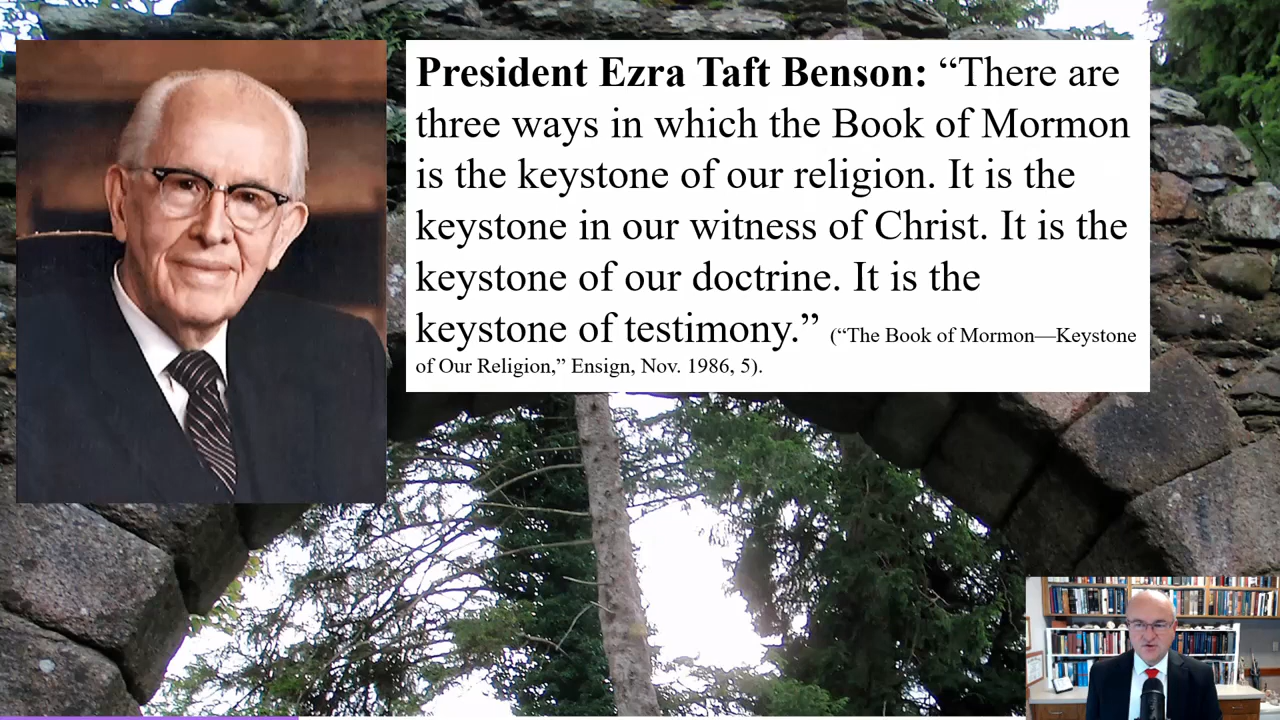 President Ezra Taft Benson: “There are
three ways in which the Book of Mormon
is the keystone of our religion. It is the
keystone in our witness of Christ. It is the
keystone of our doctrine. It is the
keystone of testimony.” (“The Book of Mormon—Keystone
of Our Religion,” Ensign, Nov. 1986, 5).